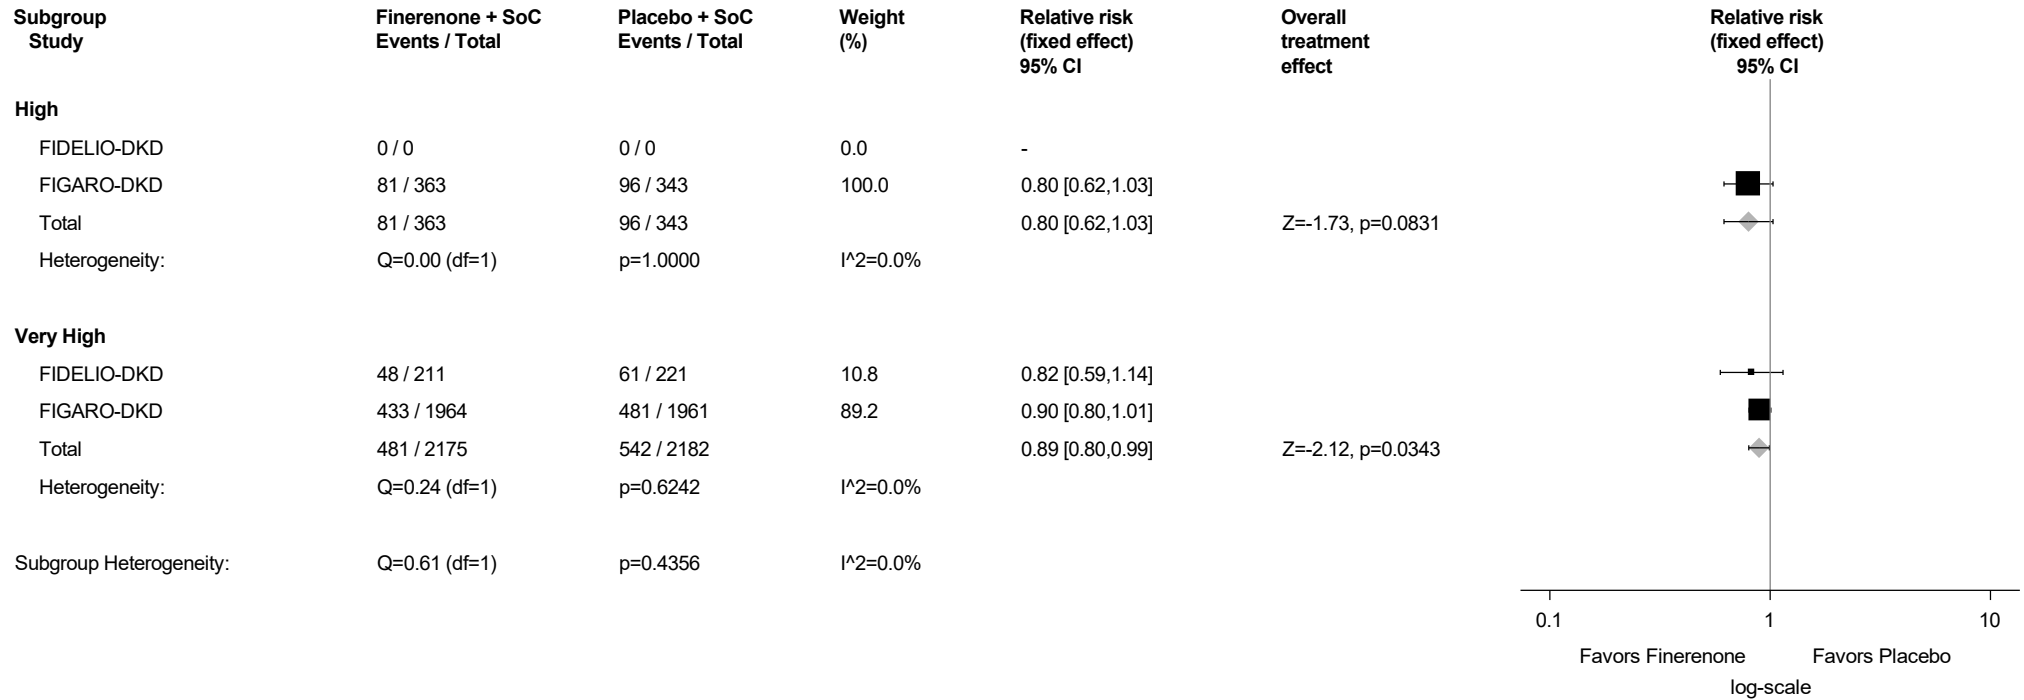 Subgroup Finerenone + SoC Placebo + SoC Weight Relative risk Overall Relative risk
Study Events / Total Events / Total (%) (fixed effect) treatment (fixed effect)
95% CI effect 95% CI
High
FIDELIO-DKD 0 / 0 0 / 0 0.0 -
FIGARO-DKD 81 / 363 96 / 343 100.0 0.80 [0.62,1.03]
Total 81 / 363 96 / 343 0.80 [0.62,1.03] Z=-1.73, p=0.0831
Heterogeneity: Q=0.00 (df=1) p=1.0000 I^2=0.0%
Very High
FIDELIO-DKD 48 / 211 61 / 221 10.8 0.82 [0.59,1.14]
FIGARO-DKD 433 / 1964 481 / 1961 89.2 0.90 [0.80,1.01]
Total 481 / 2175 542 / 2182 0.89 [0.80,0.99] Z=-2.12, p=0.0343
Heterogeneity: Q=0.24 (df=1) p=0.6242 I^2=0.0%
Subgroup Heterogeneity: Q=0.61 (df=1) p=0.4356 I^2=0.0%
0.1 1 10
Favors Finerenone Favors Placebo
log-scale